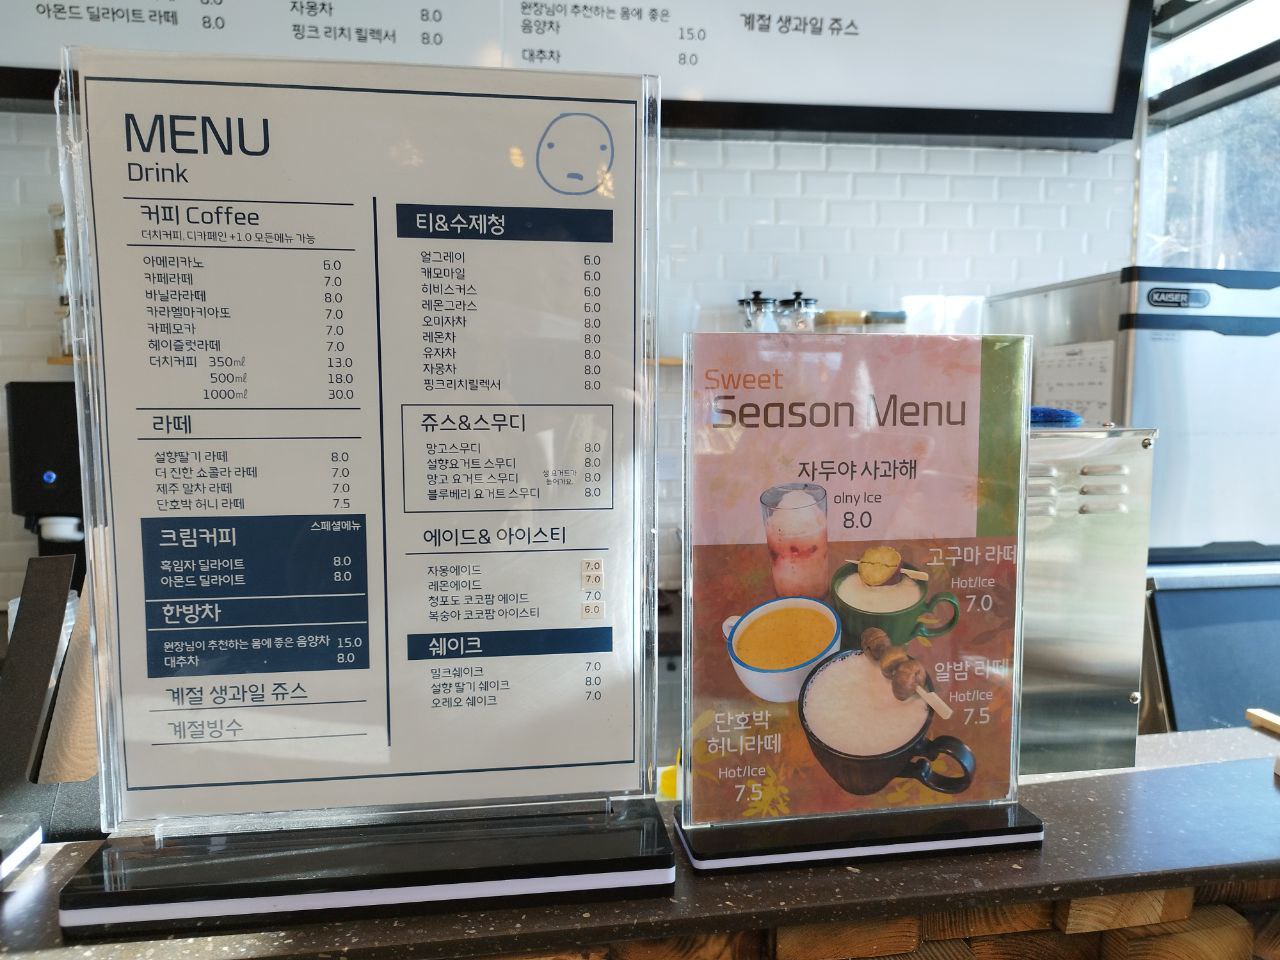 아몬드 딜라이트 라떼 8.0
자몽차 8.0
핑크 리치 릴렉서 8.0
원장님이 추천하는 몸에 좋은
음양차 15.0
대추차 8.0
계절 생과일 쥬스
MENU
Drink
커피 Coffee
더치커피, 디카페인 +1.0 모든메뉴 가능
아메리카노 6.0
카페라떼 7.0
바닐라라떼 8.0
카라멜마키아또 7.0
카페모카 7.0
헤이즐럿라떼 7.0
더치커피 350㎖ 13.0
500㎖ 18.0
1000㎖ 30.0
라떼
설향딸기 라떼 8.0
더 진한 쇼콜라 라떼 7.0
제주 말차 라떼 7.0
단호박 허니 라떼 7.5
크림커피 스페셜메뉴
흑임자 딜라이트 8.0
아몬드 딜라이트 8.0
한방차
원장님이 추천하는 몸에 좋은 음양차 15.0
대추차 8.0
계절 생과일 쥬스
계절빙수
티&수제청
얼그레이 6.0
캐모마일 6.0
히비스커스 6.0
레몬그라스 6.0
오미자차 8.0
레몬차 8.0
유자차 8.0
자몽차 8.0
핑크리치릴렉서 8.0
쥬스&스무디
망고스무디 8.0
설향요거트 스무디 8.0
망고 요거트 스무디 8.0
블루베리 요거트 스무디 8.0
생 요거트가
들어가요.
에이드& 아이스티
자몽에이드 7.0
레몬에이드 7.0
청포도 코코팜 에이드 7.0
복숭아 코코팜 아이스티 6.0
쉐이크
밀크쉐이크 7.0
설향 딸기 쉐이크 8.0
오레오 쉐이크 7.0
KAISER
Sweet
Season Menu
자두야 사과해
olny Ice
8.0
고구마 라떼
Hot/Ice
7.0
알밤 라떼
Hot/Ice
7.5
단호박
허니라떼
Hot/Ice
7.5